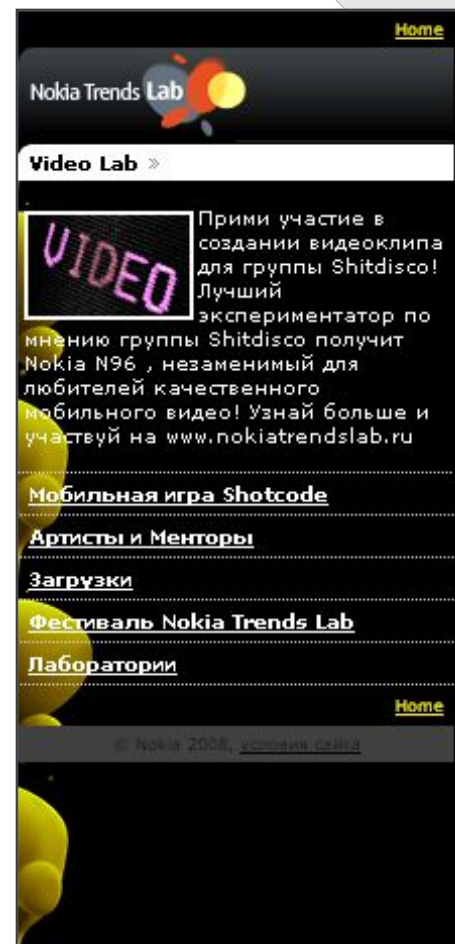 Home
Nokia Trends Lab
Video Lab »
VIDEO
Прими участие в
создании видеоклипа
для группы Shitdisco!
Лучший
экспериментатор по
мнению группы Shitdisco получит
Nokia N96 , незаменимый для
любителей качественного
мобильного видео! Узнай больше и
участвуй на www.nokiatrendslab.ru
Мобильная игра Shotcode
Артисты и Менторы
Загрузки
Фестиваль Nokia Trends Lab
Лаборатории
Home
© Nokia 2008, условия сайта